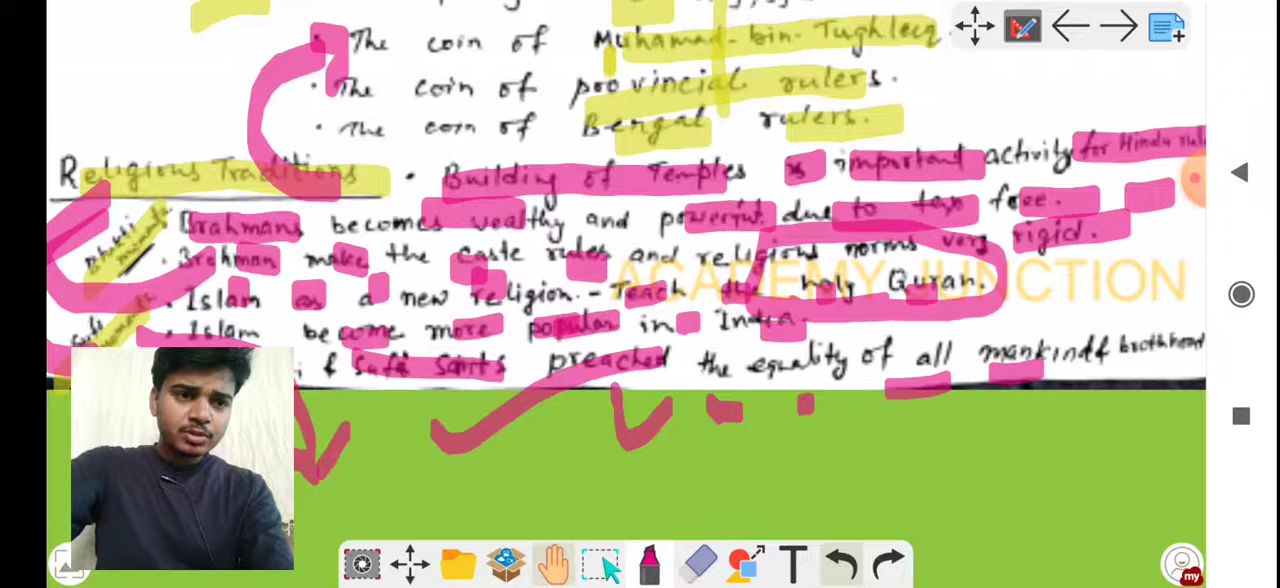 • The coin of Muhamad-bin-Tughlecq.
• The coin of provincial rulers.
• The coin of Bengal rulers.
Religious Traditions • Building of Temples is important activity for Hindu
Brahmans becomes wealthy and powerful due to tax free.
• Brahman make the caste rules and religious norms very rigid.
• Islam as a new religion. - Teach the holy Quran.
• Islam become more popular in India.
& Sufi saints preached the equality of all mankind & brotherhood
ACADEMY JUNCTION
T
my